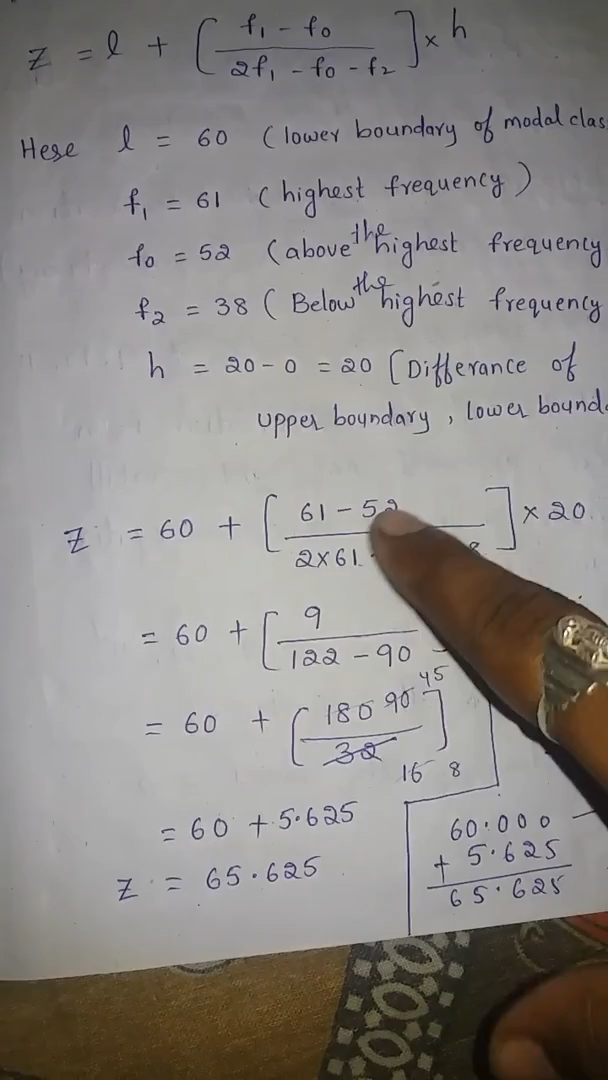 Z = l + [ f₁ - f₀ / 2f₁ - f₀ - f₂ ] × h
Here l = 60 (lower boundary of modal clas
f₁ = 61 (highest frequency)
f₀ = 52 (above the highest frequency
f₂ = 38 (Below the highest frequency
h = 20 - 0 = 20 [Differance of
upper boundary, lower bound
Z = 60 + [ 61 - 52 / 2×61 ] × 20
= 60 + [ 9 / 122 - 90
= 60 + [ 180 90 45 / 32 16 8 ]
= 60 + 5.625
Z = 65.625
60.000
+ 5.625
65.625